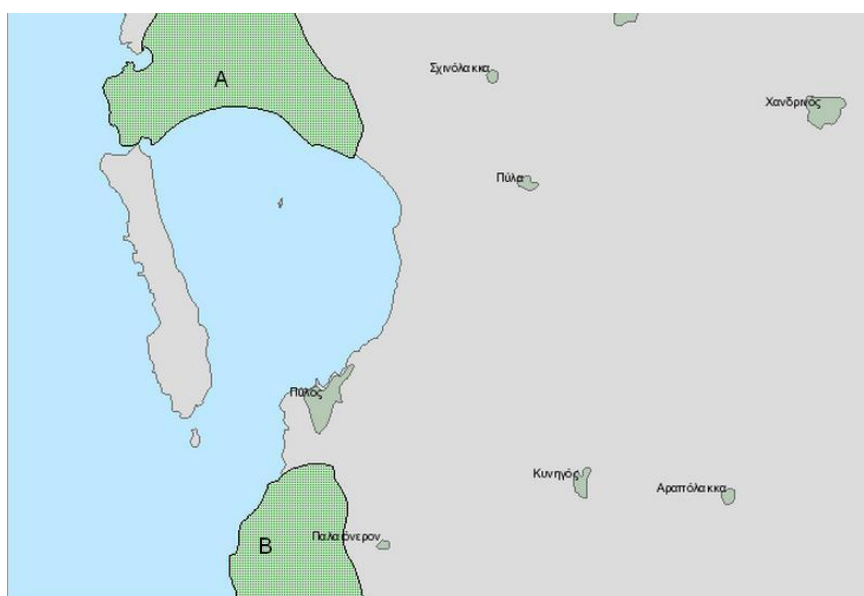 Α
Σχινόλακκα
Χανδρινός
Πύλα
Πύλος
Κυνηγός
Αραπόλακκα
Παλαιόνερον
Β